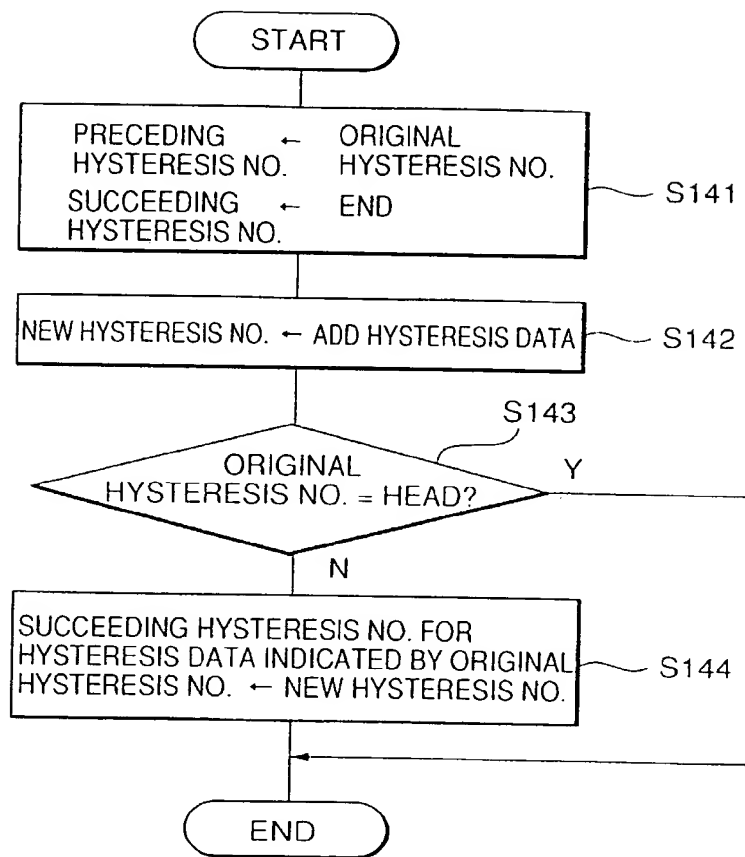 START
PRECEDING ← ORIGINAL
HYSTERESIS NO. HYSTERESIS NO.
SUCCEEDING ← END
HYSTERESIS NO.
S141
NEW HYSTERESIS NO. ← ADD HYSTERESIS DATA
S142
S143
ORIGINAL
HYSTERESIS NO. = HEAD?
Y
N
SUCCEEDING HYSTERESIS NO. FOR
HYSTERESIS DATA INDICATED BY ORIGINAL
HYSTERESIS NO. ← NEW HYSTERESIS NO.
S144
END